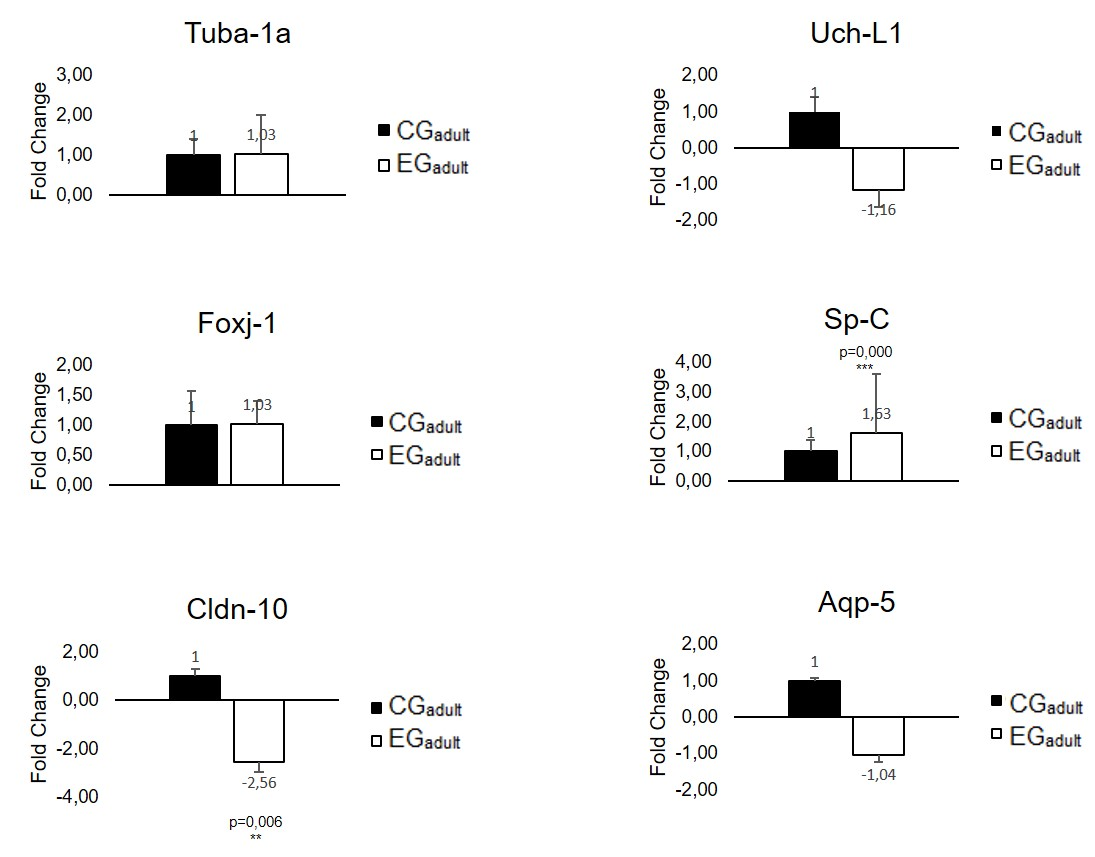 Tuba-1a
3,00
2,00
1,00
0,00
Fold Change
1
1,03
CGadult
EGadult
Uch-L1
2,00
1,00
0,00
-1,00
-2,00
Fold Change
1
-1,16
CGadult
EGadult
Foxj-1
2,00
1,50
1,00
0,50
0,00
Fold Change
1
1,03
CGadult
EGadult
Sp-C
p=0,000
***
4,00
3,00
2,00
1,00
0,00
Fold Change
1
1,63
CGadult
EGadult
Cldn-10
2,00
0,00
-2,00
-4,00
Fold Change
1
-2,56
p=0,006
**
CGadult
EGadult
Aqp-5
2,00
1,00
0,00
-1,00
-2,00
Fold Change
1
-1,04
CGadult
EGadult